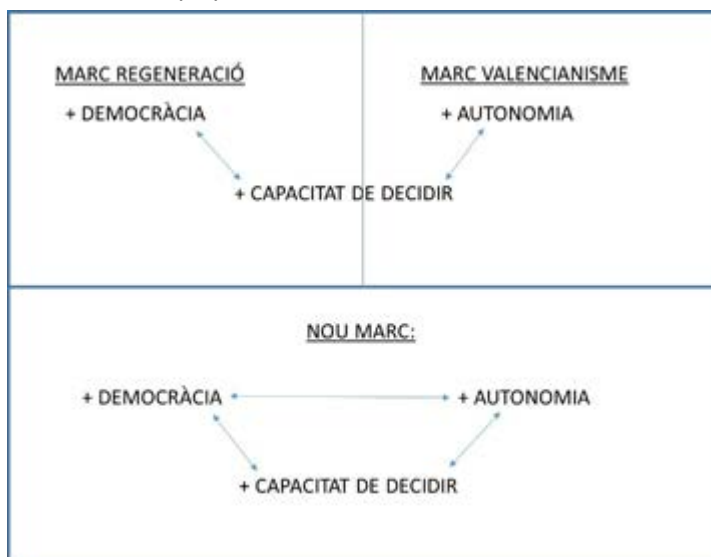 MARC REGENERACIÓ
+ DEMOCRÀCIA
MARC VALENCIANISME
+ AUTONOMIA
+ CAPACITAT DE DECIDIR
NOU MARC:
+ DEMOCRÀCIA
+ AUTONOMIA
+ CAPACITAT DE DECIDIR